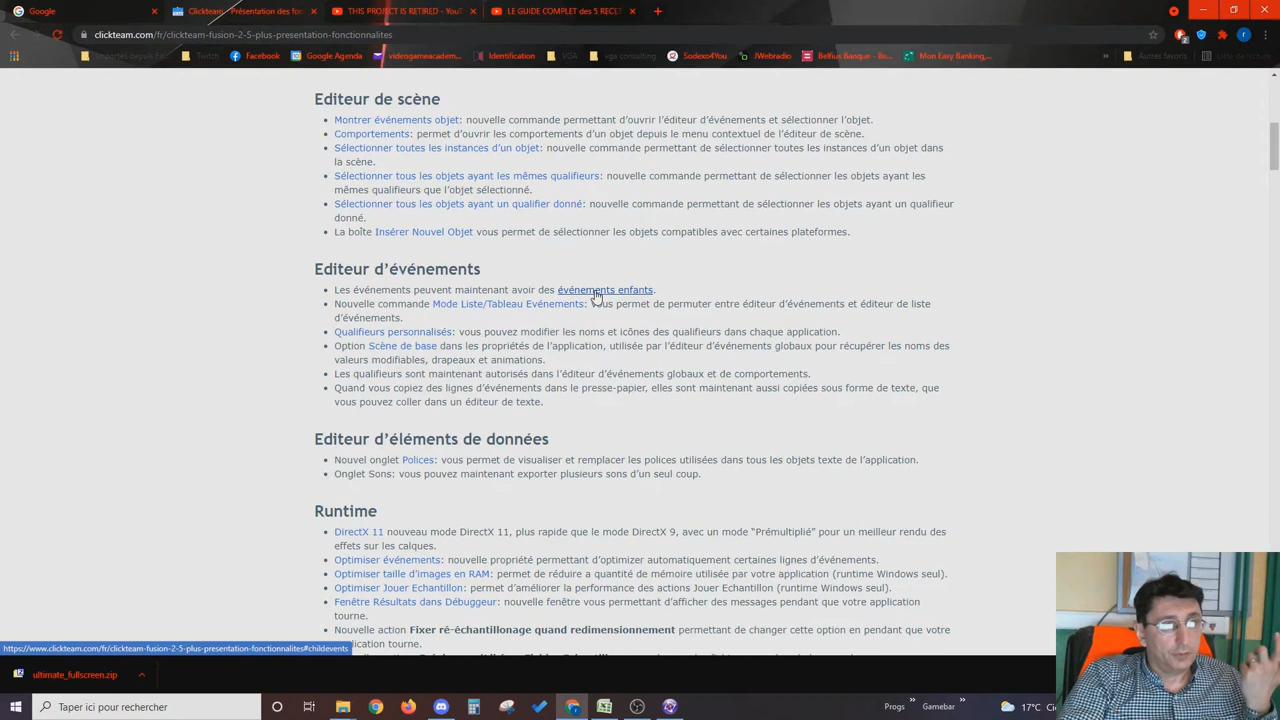 Google
Clickteam - Présentation des fon
THIS PROJECT IS RETIRED - YouT
LE GUIDE COMPLET des 5 RECET
clickteam.com/fr/clickteam-fusion-2-5-plus-presentation-fonctionnalites
Importés depuis Fa
Twitch
Facebook
Google Agenda
videogameacadem...
Identification
VGA
vga consulting
Sodexo4You
JWebradio
Belfius Banque - Bo...
Mon Easy Banking,...
»
Autres favoris
Liste de lecture
Editeur de scène
• Montrer événements objet: nouvelle commande permettant d'ouvrir l'éditeur d'événements et sélectionner l'objet.
• Comportements: permet d'ouvrir les comportements d'un objet depuis le menu contextuel de l'éditeur de scène.
• Sélectionner toutes les instances d'un objet: nouvelle commande permettant de sélectionner toutes les instances d'un objet dans
la scène.
• Sélectionner tous les objets ayant les mêmes qualifieurs: nouvelle commande permettant de sélectionner les objets ayant les
mêmes qualifieurs que l'objet sélectionné.
• Sélectionner tous les objets ayant un qualifier donné: nouvelle commande permettant de sélectionner les objets ayant un qualifieur
donné.
• La boîte Insérer Nouvel Objet vous permet de sélectionner les objets compatibles avec certaines plateformes.
Editeur d'événements
• Les événements peuvent maintenant avoir des événements enfants.
• Nouvelle commande Mode Liste/Tableau Evénements: vous permet de permuter entre éditeur d'événements et éditeur de liste
d'événements.
• Qualifieurs personnalisés: vous pouvez modifier les noms et icônes des qualifieurs dans chaque application.
• Option Scène de base dans les propriétés de l'application, utilisée par l'éditeur d'événements globaux pour récupérer les noms des
valeurs modifiables, drapeaux et animations.
• Les qualifieurs sont maintenant autorisés dans l'éditeur d'événements globaux et de comportements.
• Quand vous copiez des lignes d'événements dans le presse-papier, elles sont maintenant aussi copiées sous forme de texte, que
vous pouvez coller dans un éditeur de texte.
Editeur d'éléments de données
• Nouvel onglet Polices: vous permet de visualiser et remplacer les polices utilisées dans tous les objets texte de l'application.
• Onglet Sons: vous pouvez maintenant exporter plusieurs sons d'un seul coup.
Runtime
• DirectX 11 nouveau mode DirectX 11, plus rapide que le mode DirectX 9, avec un mode "Prémultiplié" pour un meilleur rendu des
effets sur les calques.
• Optimiser événements: nouvelle propriété permettant d'optimiser automatiquement certaines lignes d'événements.
• Optimiser taille d'images en RAM: permet de réduire a quantité de mémoire utilisée par votre application (runtime Windows seul).
• Optimiser Jouer Echantillon: permet d'améliorer la performance des actions Jouer Echantillon (runtime Windows seul).
• Fenêtre Résultats dans Débuggeur: nouvelle fenêtre vous permettant d'afficher des messages pendant que votre application
tourne.
• Nouvelle action Fixer ré-échantillonage quand redimensionnement permettant de changer cette option en pendant que votre
application tourne.
https://www.clickteam.com/fr/clickteam-fusion-2-5-plus-presentation-fonctionnalites#childevents
ultimate_fullscreen.zip
Taper ici pour rechercher
Progs
»
Gamebar
»
17°C